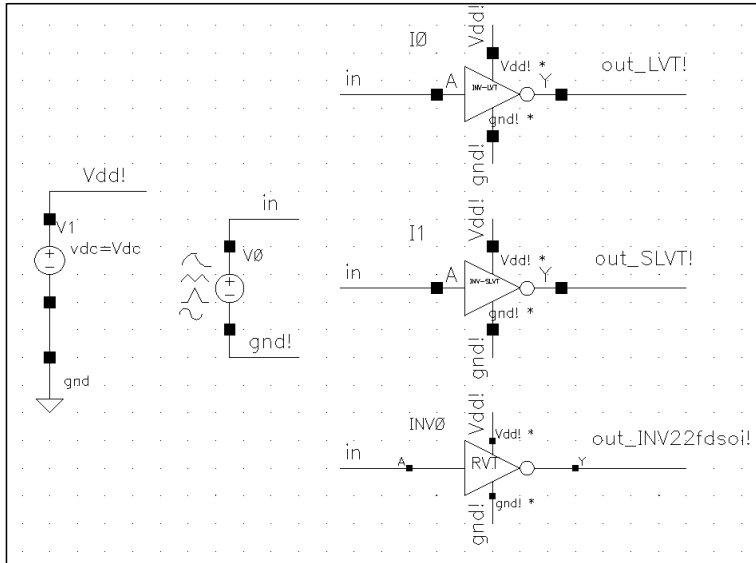 I0
Vdd!
Vdd! *
in
A
INV-LVT
Y
out_LVT!
gnd! *
gnd!
Vdd!
V1
vdc=Vdc
gnd
in
V0
gnd!
I1
Vdd!
Vdd! *
in
A
INV-SLVT
Y
out_SLVT!
gnd! *
gnd!
INV0
Vdd!
Vdd! *
in
A
RVT
Y
out_INV22fdsoi!
gnd! *
gnd!